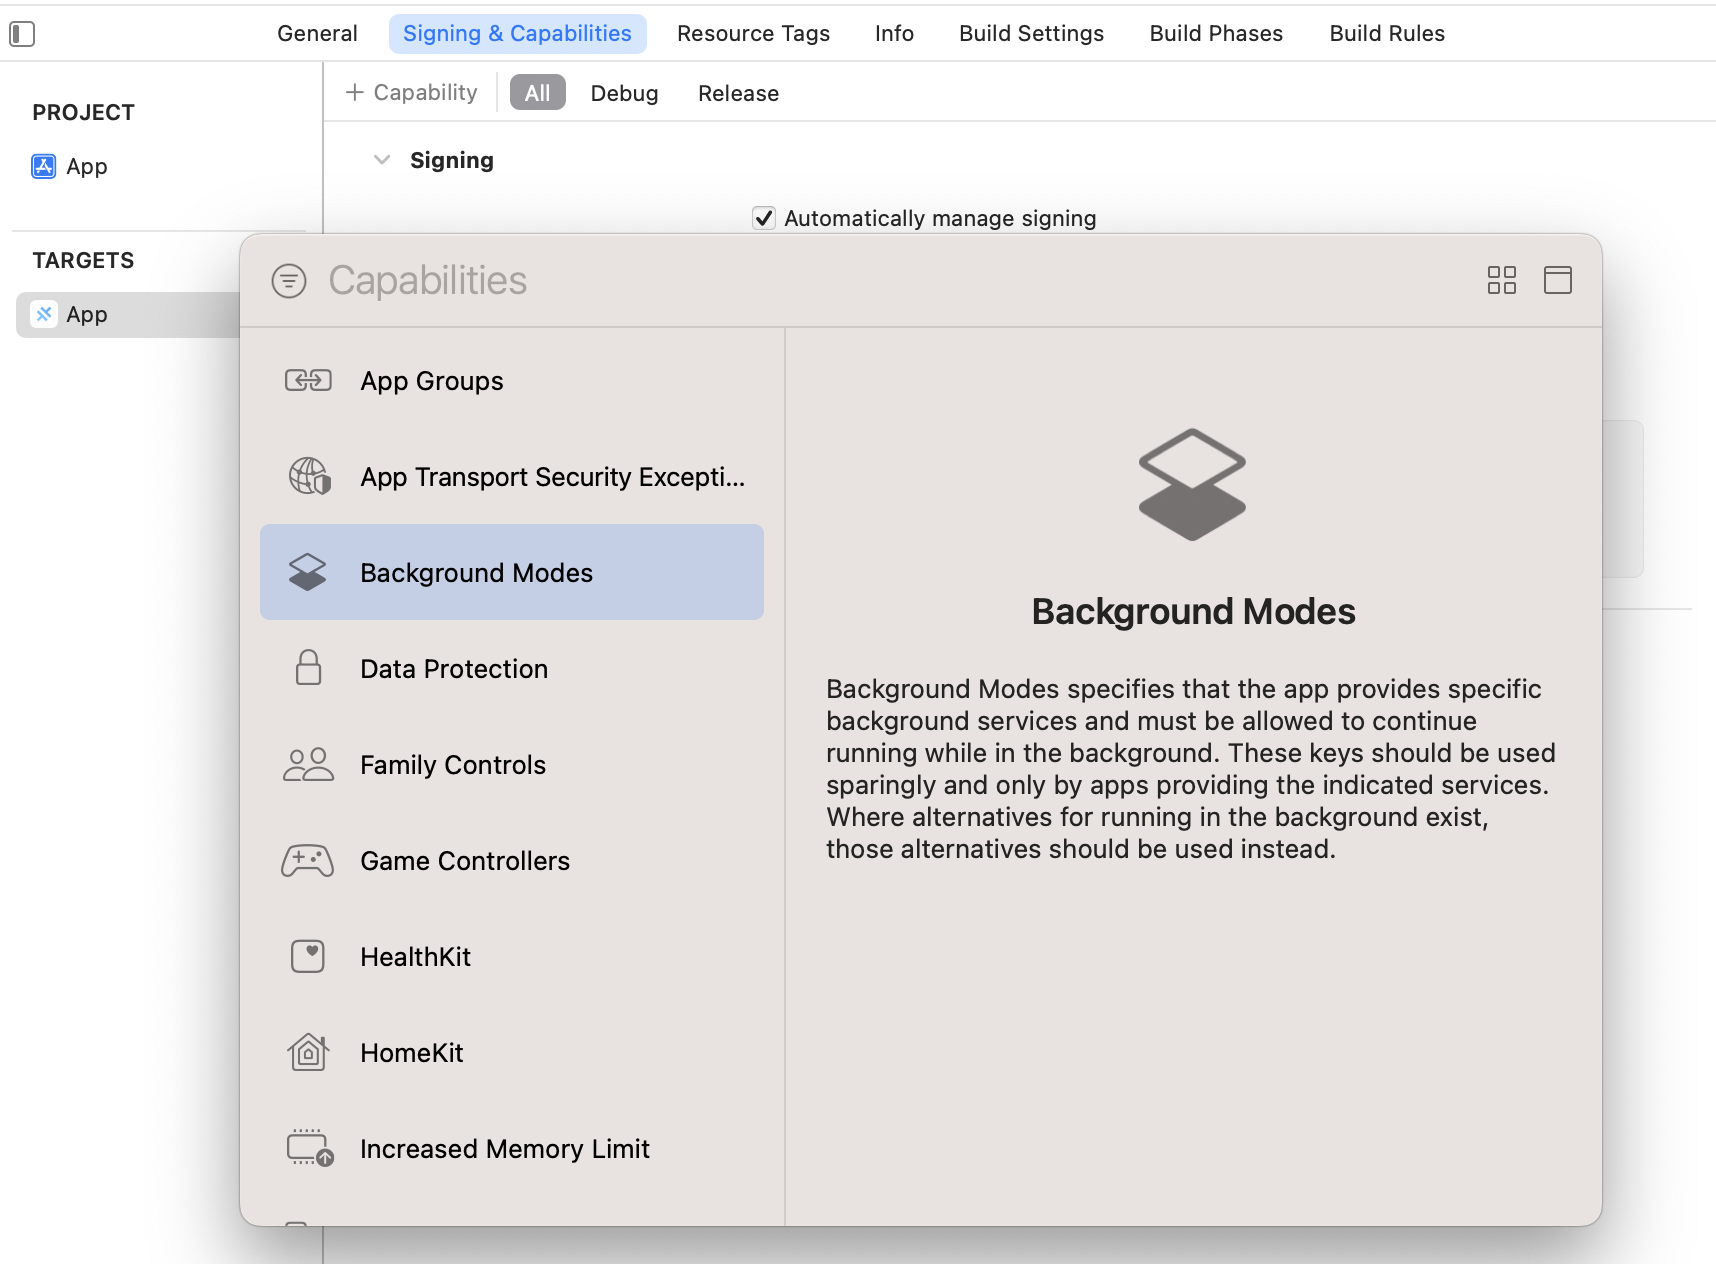 General Signing & Capabilities Resource Tags Info Build Settings Build Phases Build Rules
+ Capability All Debug Release
PROJECT
App
TARGETS
App
Signing
Automatically manage signing
Capabilities
App Groups
App Transport Security Excepti...
Background Modes
Data Protection
Family Controls
Game Controllers
HealthKit
HomeKit
Increased Memory Limit
Background Modes
Background Modes specifies that the app provides specific
background services and must be allowed to continue
running while in the background. These keys should be used
sparingly and only by apps providing the indicated services.
Where alternatives for running in the background exist,
those alternatives should be used instead.